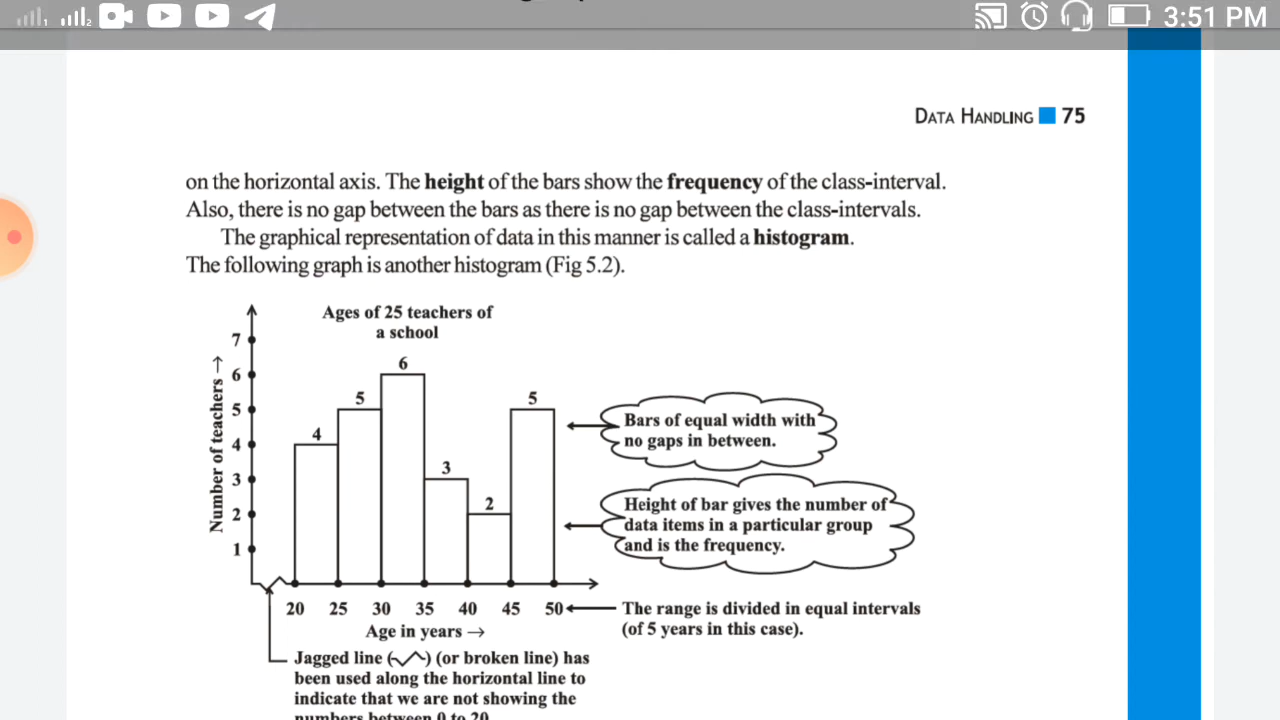 3:51 PM
DATA HANDLING 75
on the horizontal axis. The height of the bars show the frequency of the class-interval.
Also, there is no gap between the bars as there is no gap between the class-intervals.
The graphical representation of data in this manner is called a histogram.
The following graph is another histogram (Fig 5.2).
Ages of 25 teachers of
a school
Number of teachers →
7
6
5
4
3
2
1
4
5
6
3
2
5
Bars of equal width with
no gaps in between.
Height of bar gives the number of
data items in a particular group
and is the frequency.
20 25 30 35 40 45 50
Age in years →
The range is divided in equal intervals
(of 5 years in this case).
Jagged line ( ) (or broken line) has
been used along the horizontal line to
indicate that we are not showing the
numbers between 0 to 20